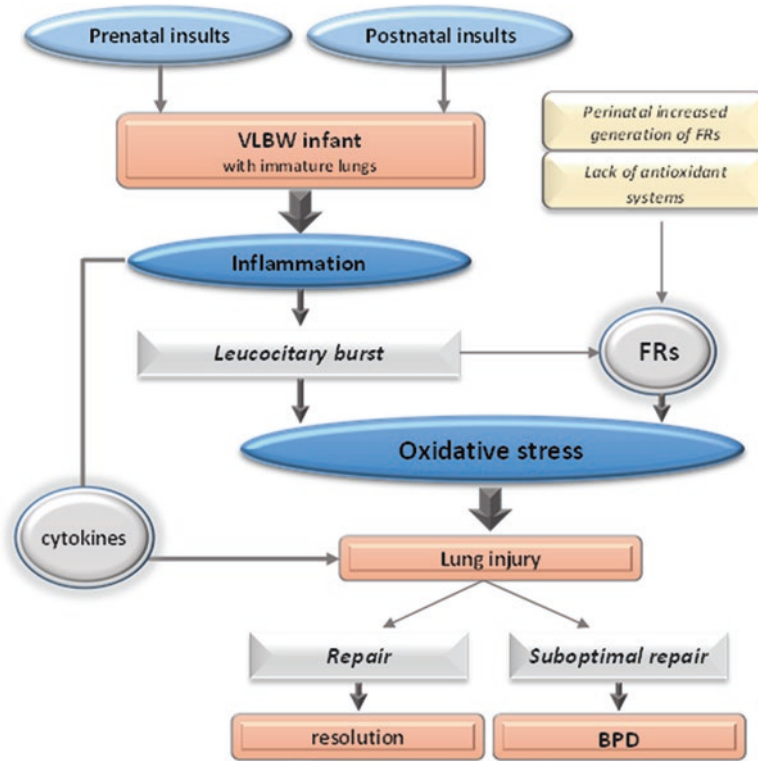 Prenatal insults
Postnatal insults
VLBW infant
with immature lungs
Perinatal increased
generation of FRs
Lack of antioxidant
systems
Inflammation
Leucocitary burst
FRs
Oxidative stress
cytokines
Lung injury
Repair
Suboptimal repair
resolution
BPD